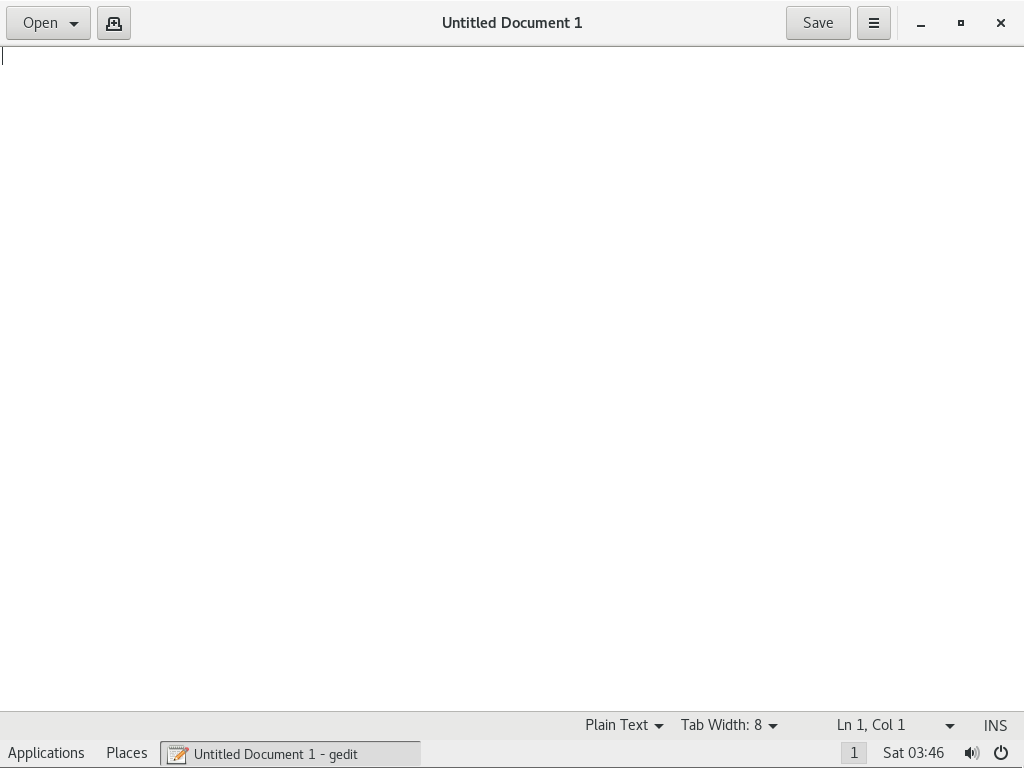 Open Untitled Document 1 Save
Plain Text Tab Width: 8 Ln 1, Col 1 INS
Applications Places Untitled Document 1 - gedit 1 Sat 03:46